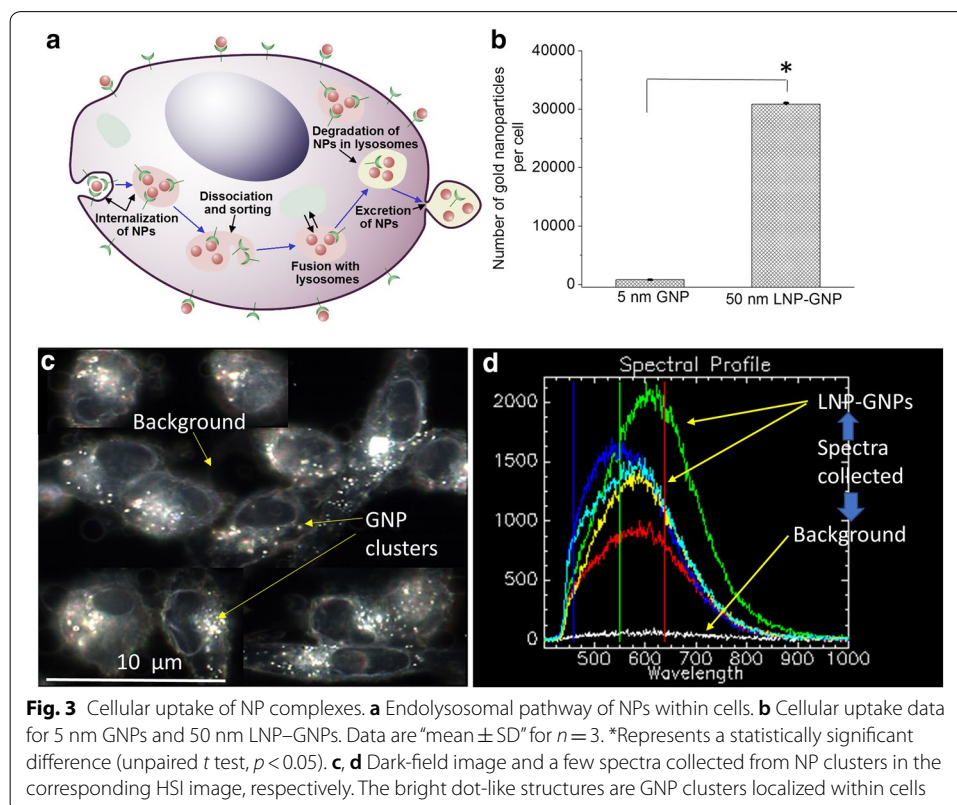 a
Degradation of
NPs in lysosomes
Dissociation
and sorting
Internalization
of NPs
Excretion
of NPs
Fusion with
lysosomes
b
Number of gold nanoparticles
per cell
40000
30000
20000
10000
0
*
5 nm GNP
50 nm LNP-GNP
c
Background
GNP
clusters
10 µm
d
Spectral Profile
2000
1500
1000
500
0
500
600
700
800
900
1000
Wavelength
LNP-GNPs
Spectra
collected
Background
Fig. 3 Cellular uptake of NP complexes. a Endolysosomal pathway of NPs within cells. b Cellular uptake data
for 5 nm GNPs and 50 nm LNP–GNPs. Data are “mean ± SD” for n = 3. *Represents a statistically significant
difference (unpaired t test, p < 0.05). c, d Dark-field image and a few spectra collected from NP clusters in the
corresponding HSI image, respectively. The bright dot-like structures are GNP clusters localized within cells